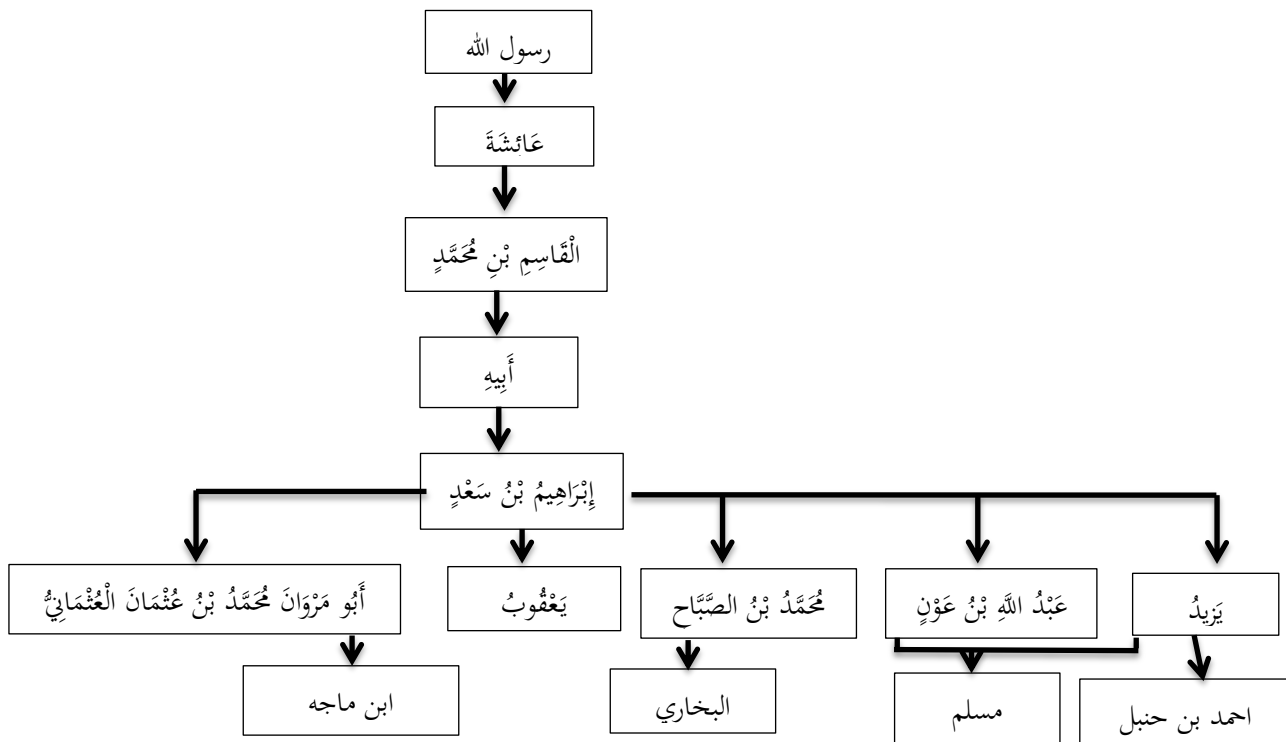 رسول الله
عَائِشَةَ
الْقَاسِمِ بْنِ مُحَمَّدٍ
أَبِيهِ
إِبْرَاهِيمُ بْنُ سَعْدٍ
يَزِيدُ
عَبْدُ اللَّهِ بْنُ عَوْنٍ
مُحَمَّدُ بْنُ الصَّبَّاحِ
يَعْقُوبُ
أَبُو مَرْوَانَ مُحَمَّدُ بْنُ عُثْمَانَ الْعُثْمَانِيُّ
احمد بن حنبل
مسلم
البخاري
ابن ماجه